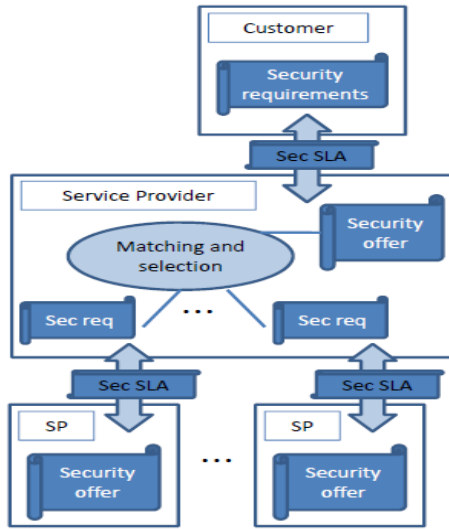 Customer
Security
requirements
Sec SLA
Service Provider
Matching and
selection
Security
offer
Sec req
...
Sec req
Sec SLA
Sec SLA
SP
SP
Security
offer
...
Security
offer